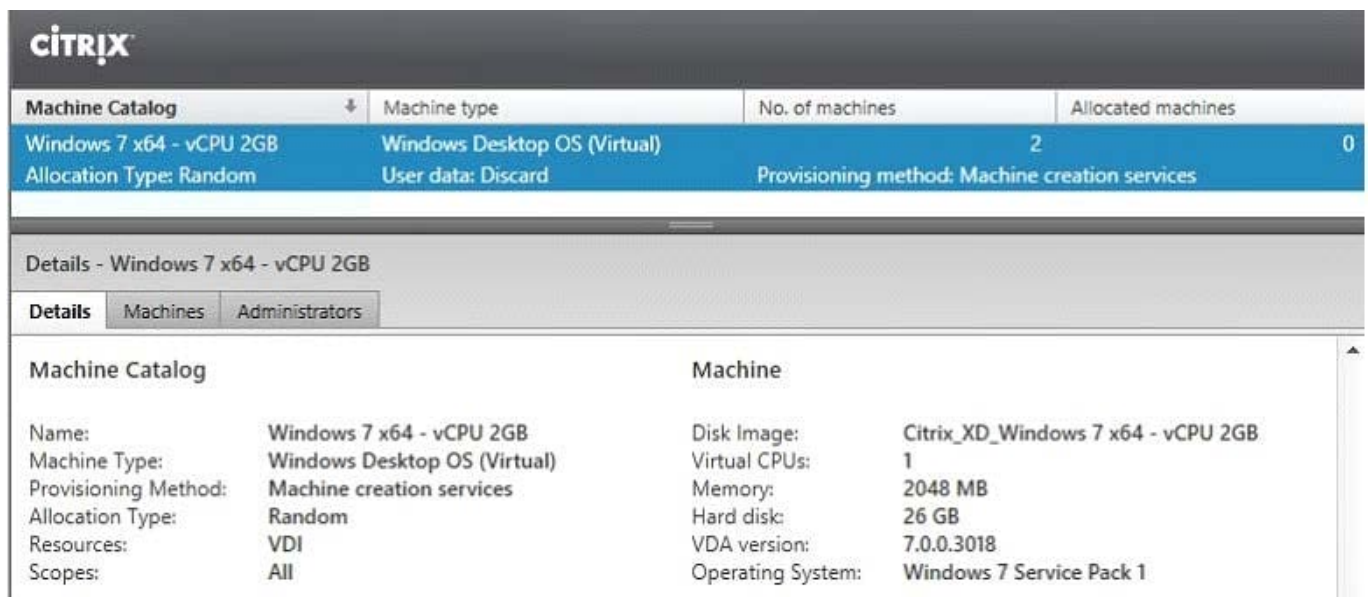 CİTRIX
Machine Catalog Machine type No. of machines Allocated machines
Windows 7 x64 - vCPU 2GB Windows Desktop OS (Virtual) 2 0
Allocation Type: Random User data: Discard Provisioning method: Machine creation services
Details - Windows 7 x64 - vCPU 2GB
Details Machines Administrators
Machine Catalog Machine
Name: Windows 7 x64 - vCPU 2GB Disk Image: Citrix_XD_Windows 7 x64 - vCPU 2GB
Machine Type: Windows Desktop OS (Virtual) Virtual CPUs: 1
Provisioning Method: Machine creation services Memory: 2048 MB
Allocation Type: Random Hard disk: 26 GB
Resources: VDI VDA version: 7.0.0.3018
Scopes: All Operating System: Windows 7 Service Pack 1